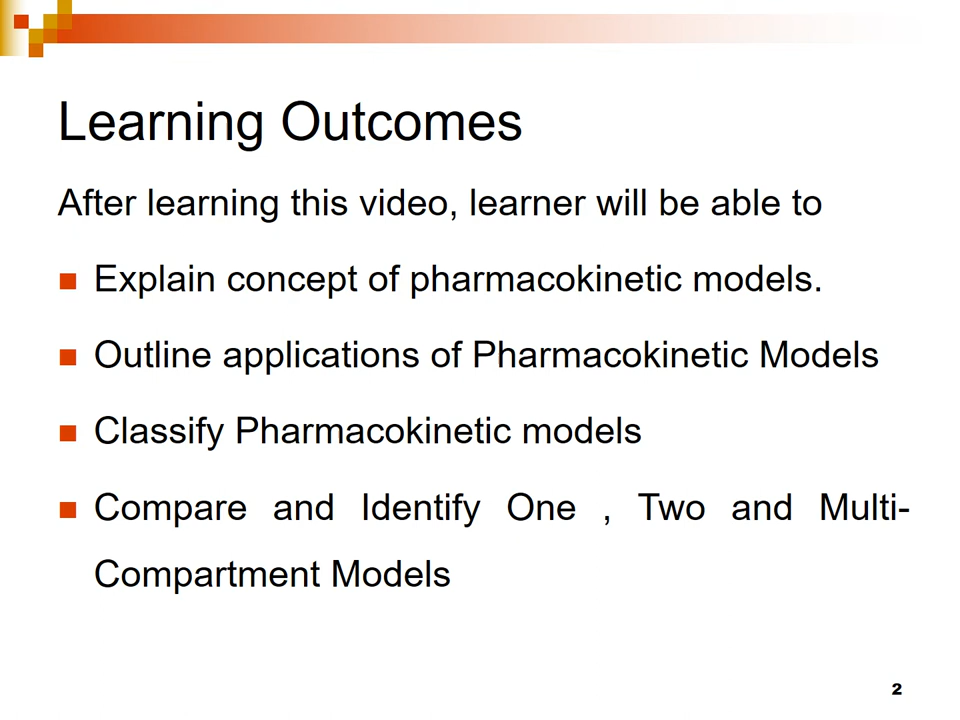 Learning Outcomes
After learning this video, learner will be able to
Explain concept of pharmacokinetic models.
Outline applications of Pharmacokinetic Models
Classify Pharmacokinetic models
Compare and Identify One , Two and Multi-
Compartment Models
2